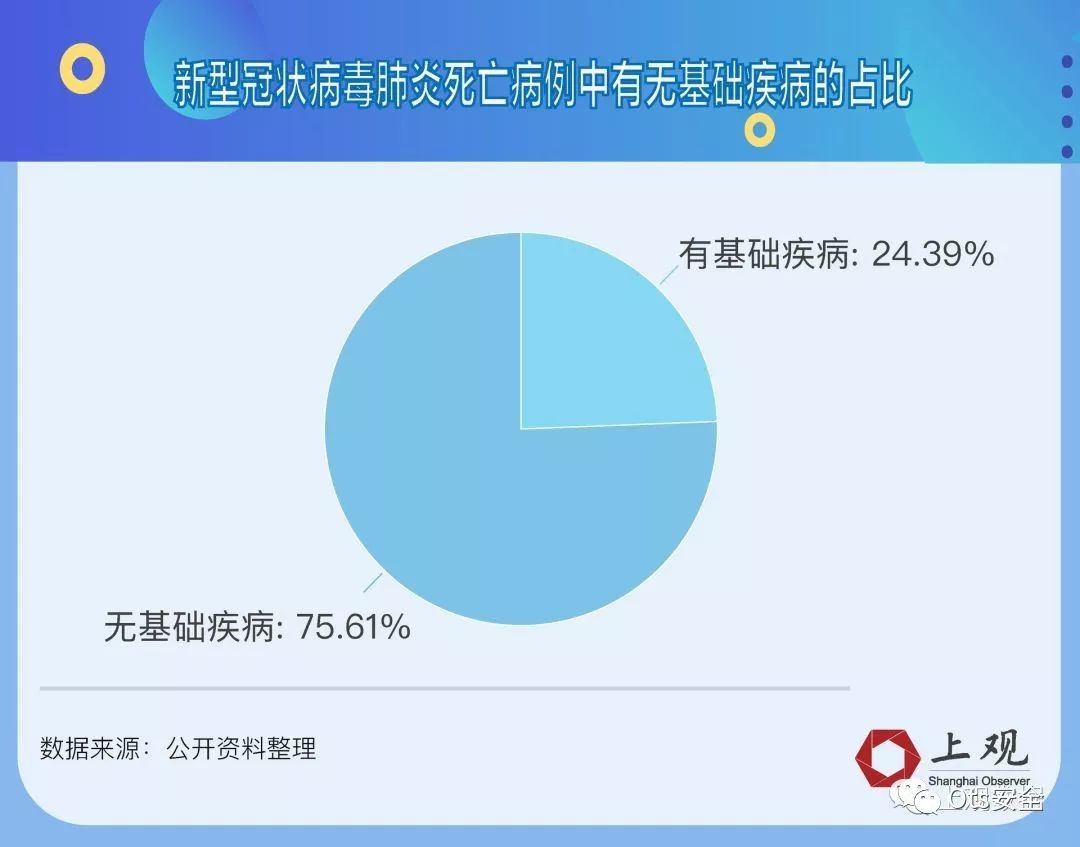 新型冠状病毒肺炎死亡病例中有无基础疾病的占比
有基础疾病: 24.39%
无基础疾病: 75.61%
数据来源：公开资料整理
上观
Shanghai Observer